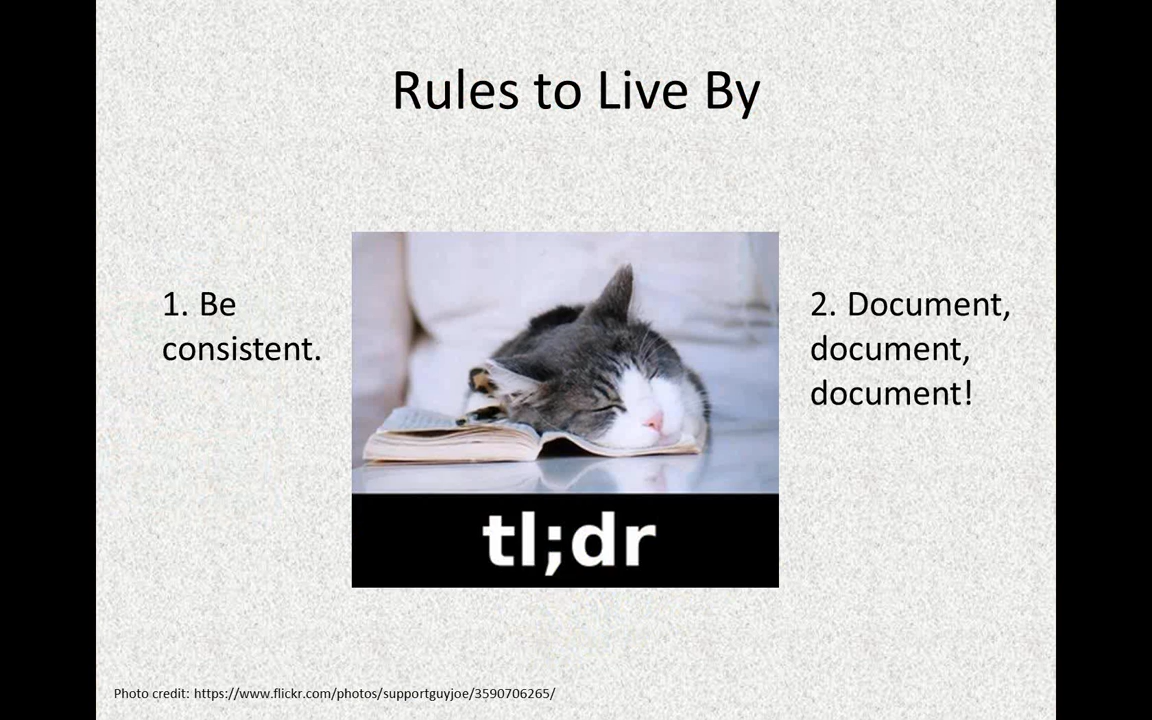 Rules to Live By
1. Be
consistent.
2. Document,
document,
document!
tl;dr
Photo credit: https://www.flickr.com/photos/supportguyjoe/3590706265/